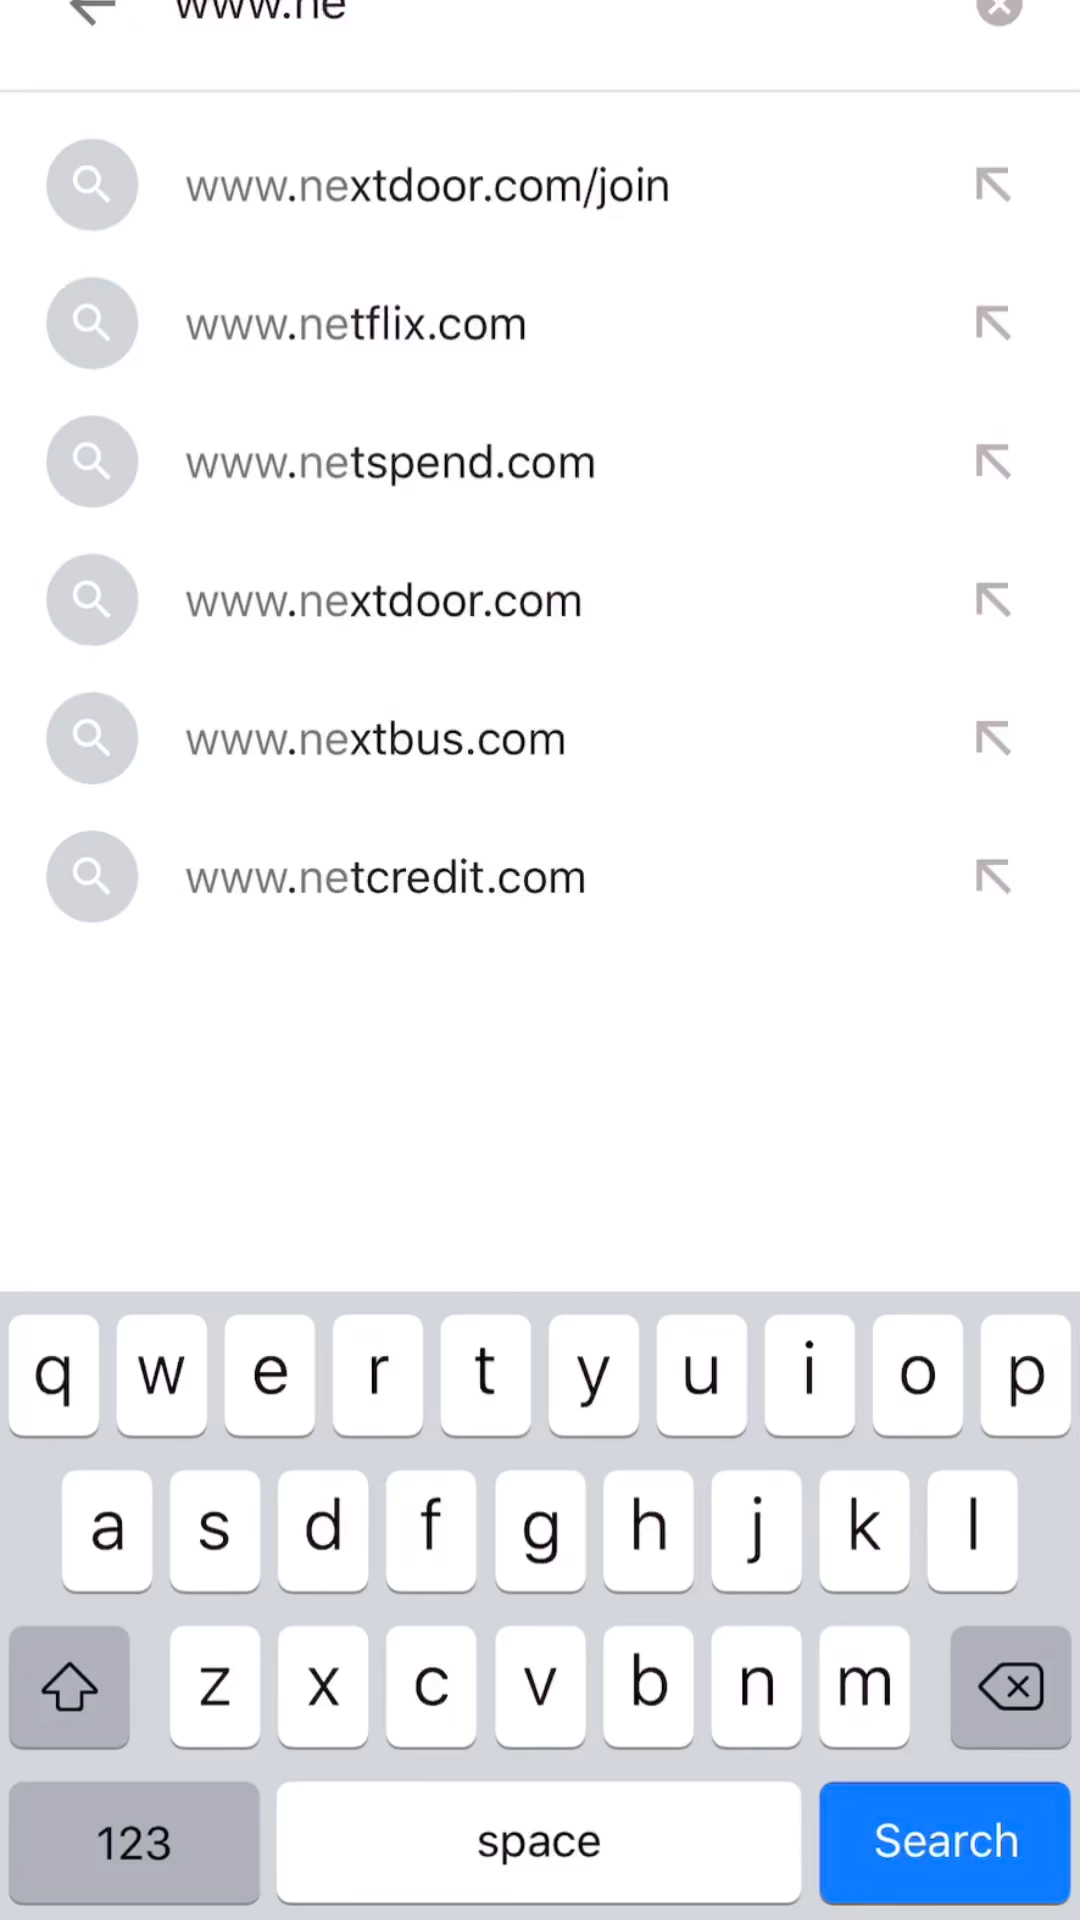 www.ne
www.nextdoor.com/join
www.netflix.com
www.netspend.com
www.nextdoor.com
www.nextbus.com
www.netcredit.com
q w e r t y u i o p
a s d f g h j k l
z x c v b n m
123 space Search